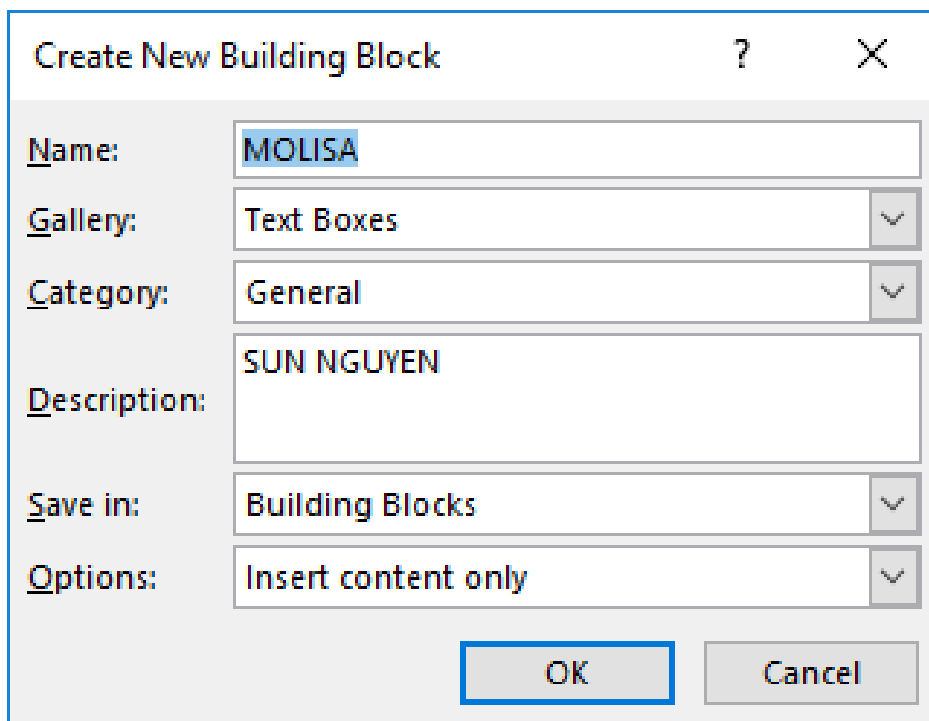 Create New Building Block ?
Name: MOLISA
Gallery: Text Boxes
Category: General
Description: SUN NGUYEN
Save in: Building Blocks
Options: Insert content only
OK Cancel